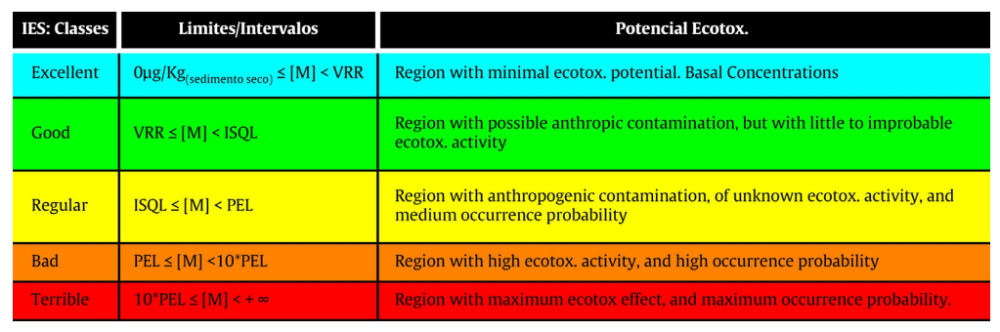 IES: Classes Limites/Intervalos Potencial Ecotox.
Excellent 0µg/Kg(sedimento seco) ≤ [M] < VRR Region with minimal ecotox. potential. Basal Concentrations
Good VRR ≤ [M] < ISQL Region with possible anthropic contamination, but with little to improbable
ecotox. activity
Regular ISQL ≤ [M] < PEL Region with anthropogenic contamination, of unknown ecotox. activity, and
medium occurrence probability
Bad PEL ≤ [M] <10*PEL Region with high ecotox. activity, and high occurrence probability
Terrible 10*PEL ≤ [M] < + ∞ Region with maximum ecotox effect, and maximum occurrence probability.